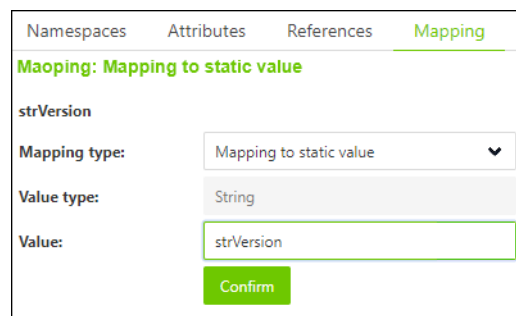 Namespaces Attributes References Mapping
Maoping: Mapping to static value
strVersion
Mapping type: Mapping to static value
Value type: String
Value: strVersion
Confirm